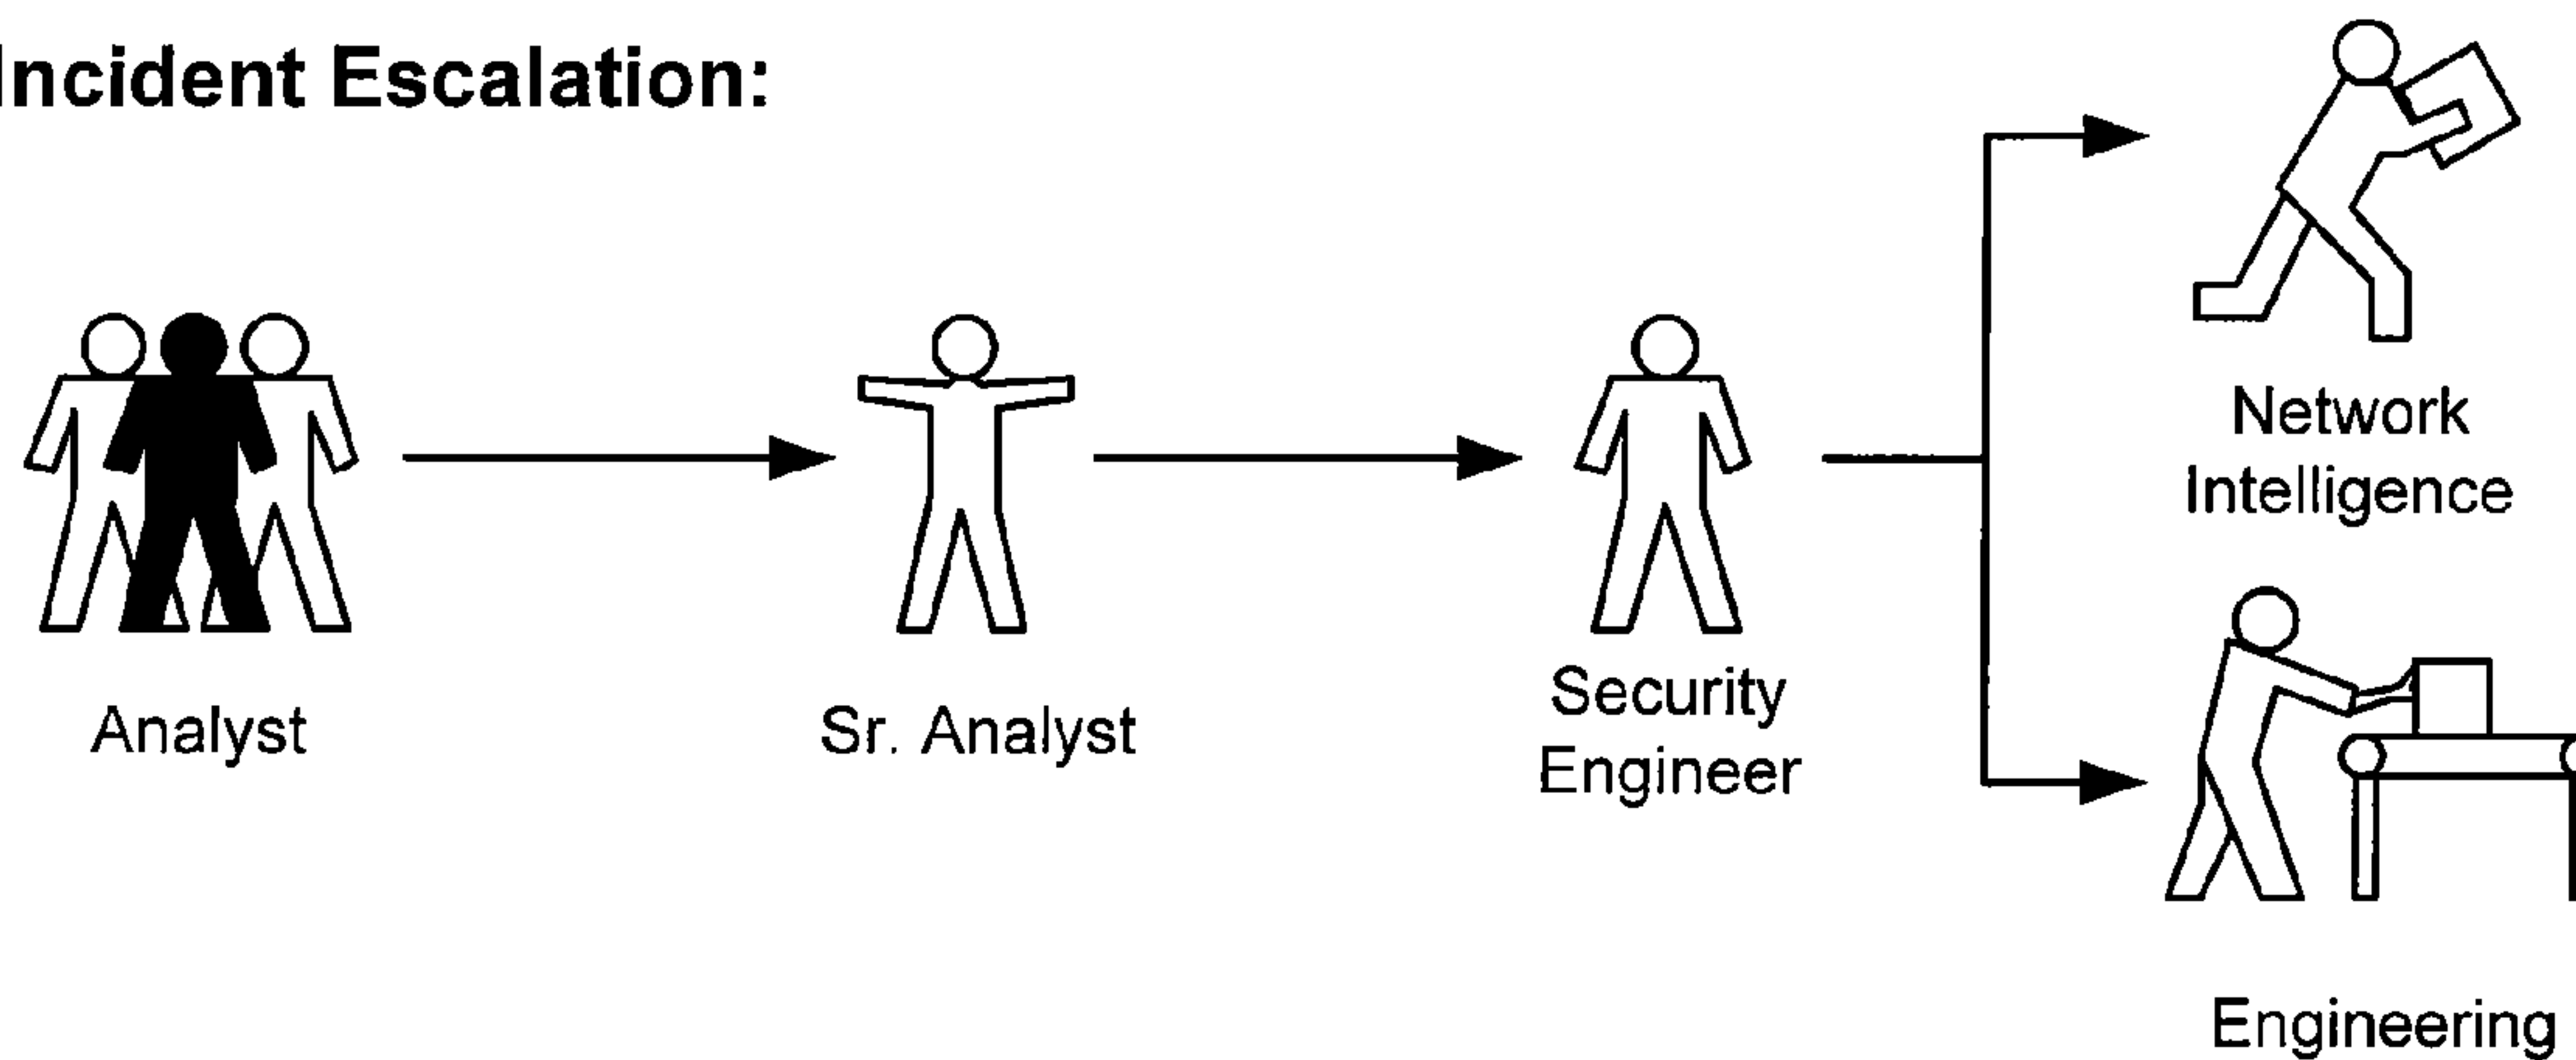 Incident Escalation:
Network
Intelligence
Analyst
Sr. Analyst
Security
Engineer
Engineering